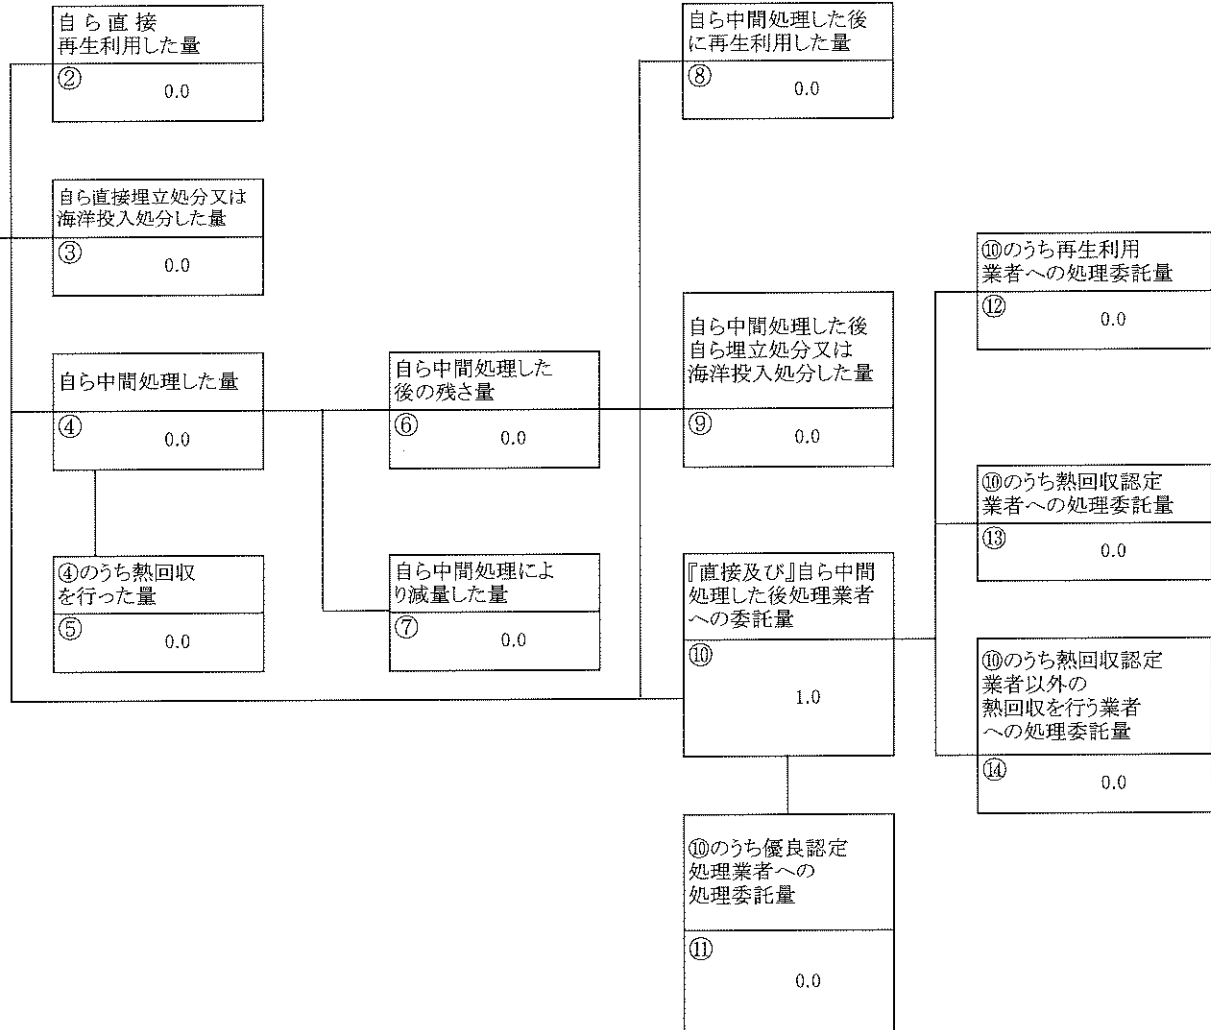 自ら直接
再生利用した量
②
0.0
自ら直接埋立処分又は
海洋投入処分した量
③
0.0
自ら中間処理した量
④
0.0
④のうち熱回収
を行った量
⑤
0.0
自ら中間処理した
後の残さ量
⑥
0.0
自ら中間処理によ
り減量した量
⑦
0.0
自ら中間処理した後
に再生利用した量
⑧
0.0
自ら中間処理した後
自ら埋立処分又は
海洋投入処分した量
⑨
0.0
『直接及び』自ら中間
処理した後処理業者
への委託量
⑩
1.0
⑩のうち優良認定
処理業者への
処理委託量
⑪
0.0
⑩のうち再生利用
業者への処理委託量
⑫
0.0
⑩のうち熱回収認定
業者への処理委託量
⑬
0.0
⑩のうち熱回収認定
業者以外の
熱回収を行う業者
への処理委託量
⑭
0.0